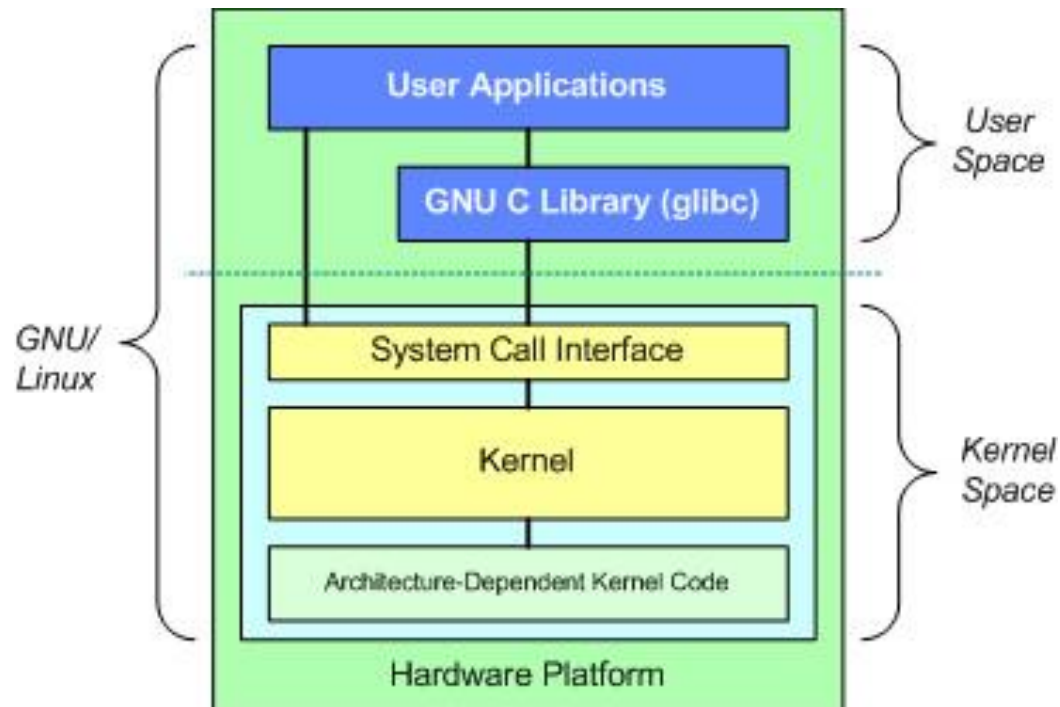 User Applications
User
Space
GNU C Library (glibc)
GNU/
Linux
System Call Interface
Kernel
Kernel
Space
Architecture-Dependent Kernel Code
Hardware Platform